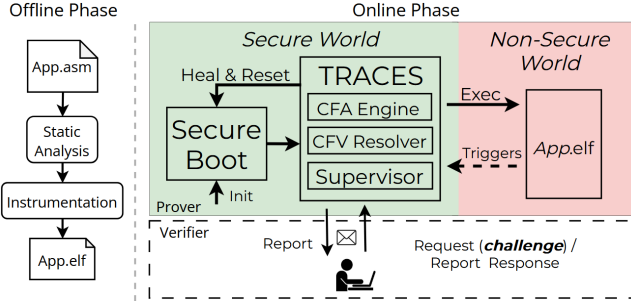 Offline Phase
Online Phase
App.asm
Static
Analysis
Instrumentation
App.elf
Secure World
Non-Secure
World
Heal & Reset
TRACES
CFA Engine
CFV Resolver
Supervisor
Secure
Boot
Init
Prover
Exec
Triggers
App.elf
Verifier
Report
Request (challenge) /
Report Response